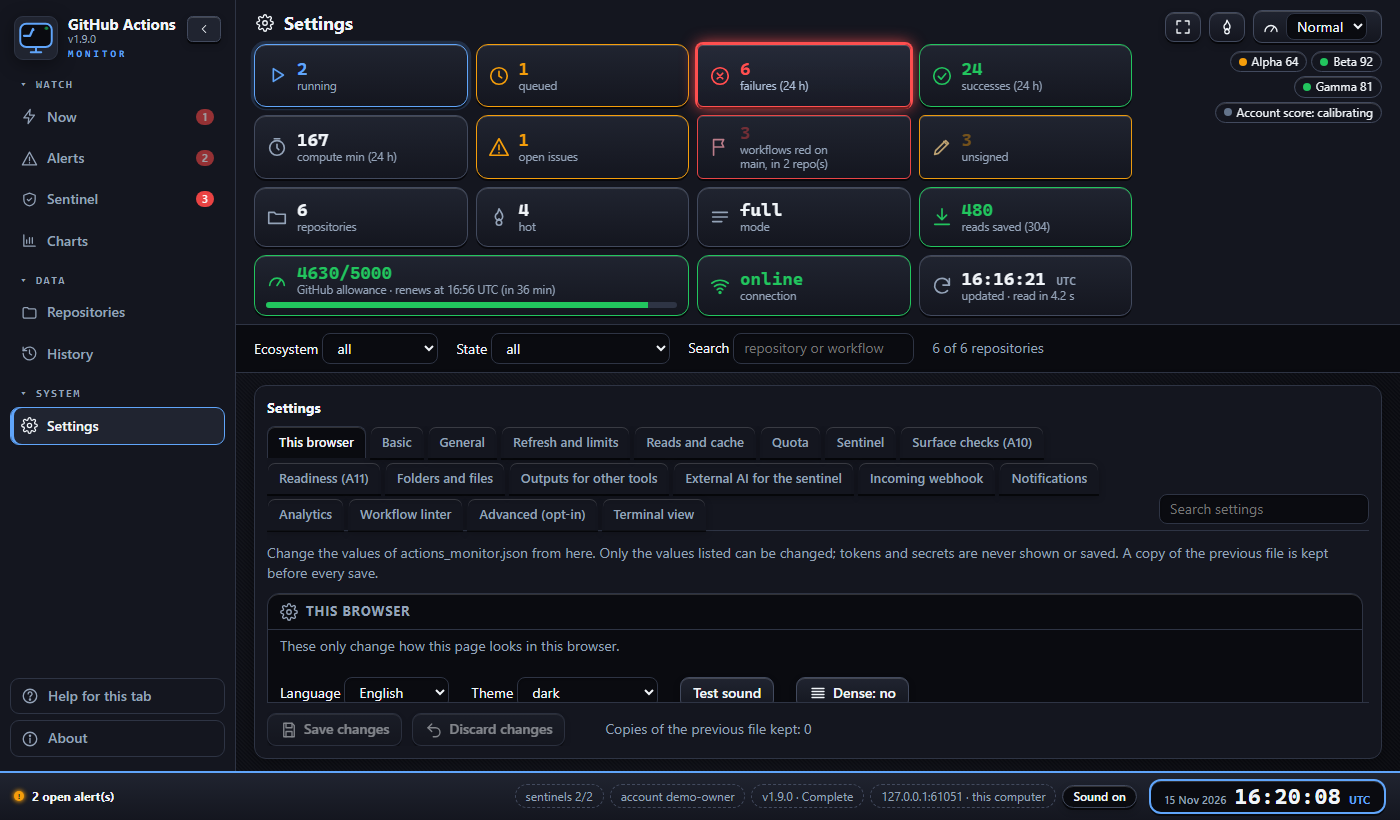 GitHub Actions
v1.9.0
MONITOR
WATCH
Now 1
Alerts 2
Sentinel 3
Charts
DATA
Repositories
History
SYSTEM
Settings
Help for this tab
About
Settings
Normal
Alpha 64
Beta 92
Gamma 81
Account score: calibrating
2
running
1
queued
6
failures (24 h)
24
successes (24 h)
167
compute min (24 h)
1
open issues
3
workflows red on
main, in 2 repo(s)
3
unsigned
6
repositories
4
hot
full
mode
480
reads saved (304)
4630/5000
GitHub allowance · renews at 16:56 UTC (in 36 min)
online
connection
16:16:21 UTC
updated · read in 4.2 s
Ecosystem all State all Search repository or workflow 6 of 6 repositories
Settings
This browser Basic General Refresh and limits Reads and cache Quota Sentinel Surface checks (A10)
Readiness (A11) Folders and files Outputs for other tools External AI for the sentinel Incoming webhook Notifications
Analytics Workflow linter Advanced (opt-in) Terminal view Search settings
Change the values of actions_monitor.json from here. Only the values listed can be changed; tokens and secrets are never shown or saved. A copy of the previous file is kept
before every save.
THIS BROWSER
These only change how this page looks in this browser.
Language English Theme dark Test sound Dense: no
Save changes Discard changes Copies of the previous file kept: 0
2 open alert(s) sentinels 2/2 account demo-owner v1.9.0 · Complete 127.0.0.1:61051 · this computer Sound on 15 Nov 2026 16:20:08 UTC